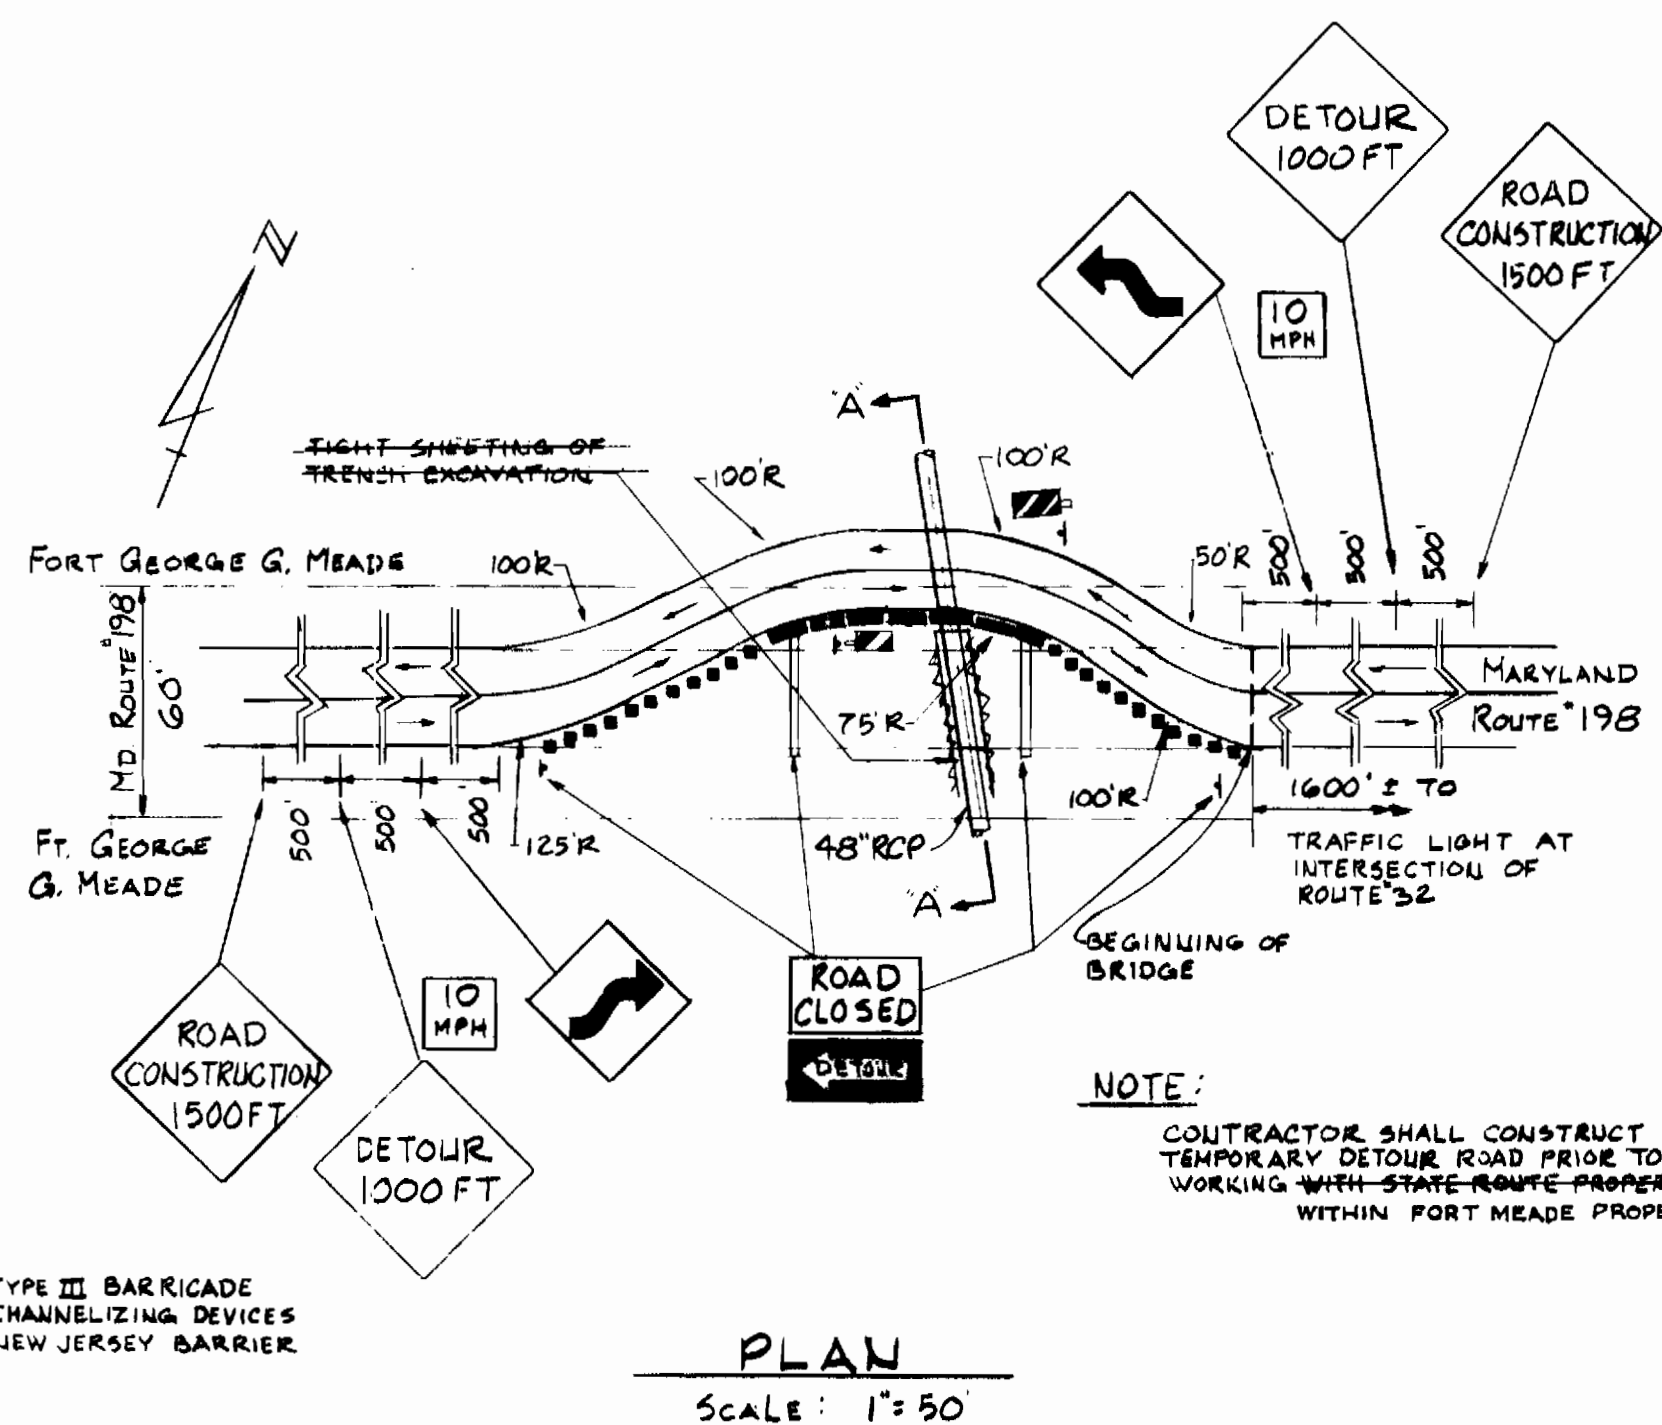 DETOUR
1000 FT
ROAD
CONSTRUCTION
1500 FT
10
MPH
N
"A"
TIGHT SHEETING OF
TRENCH EXCAVATION
100'R
100'R
FORT GEORGE G. MEADE
100'R
50'R
500'
500'
500'
MD. ROUTE #198
60'
MARYLAND
ROUTE #198
75'R
100'R
1600' ± TO
TRAFFIC LIGHT AT
INTERSECTION OF
ROUTE #32
500
500
500
125'R
48" RCP
FT. GEORGE
G. MEADE
"A"
BEGINNING OF
BRIDGE
ROAD
CLOSED
DETOUR
10
MPH
ROAD
CONSTRUCTION
1500 FT
DETOUR
1000 FT
NOTE:
CONTRACTOR SHALL CONSTRUCT
TEMPORARY DETOUR ROAD PRIOR TO
WORKING WITH STATE ROUTE PROPER
WITHIN FORT MEADE PROPE
YPE III BARRICADE
HANNELIZING DEVICES
NEW JERSEY BARRIER
PLAN
SCALE: 1"=50'